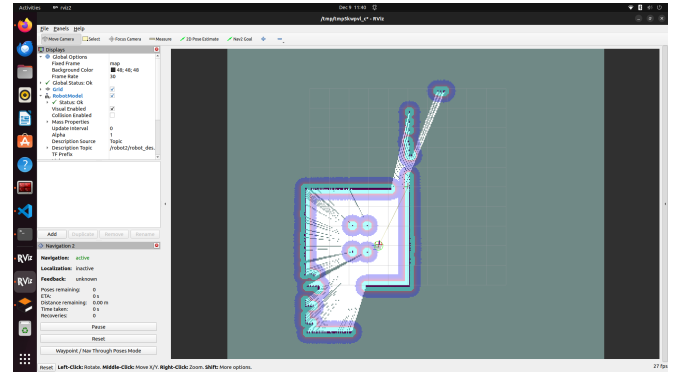 Activities
rviz2
Dec 9 11:40
/tmp/tmp5kwpvl_c* - RViz
File Panels Help
Move Camera Select Focus Camera Measure 2D Pose Estimate Nav2 Goal
Displays
Global Options
Fixed Frame map
Background Color 48; 48; 48
Frame Rate 30
Global Status: Ok
Grid
RobotModel
Status: Ok
Visual Enabled
Collision Enabled
Mass Properties
Update Interval 0
Alpha 1
Description Source Topic
Description Topic /robot2/robot_des...
TF Prefix
Add Duplicate Remove Rename
Navigation 2
Navigation: active
Localization: inactive
Feedback: unknown
Poses remaining: 0
ETA: 0 s
Distance remaining: 0.00 m
Time taken: 0 s
Recoveries: 0
Pause
Reset
Waypoint / Nav Through Poses Mode
Reset Left-Click: Rotate. Middle-Click: Move X/Y. Right-Click: Zoom. Shift: More options.
27 fps
RViz
RViz